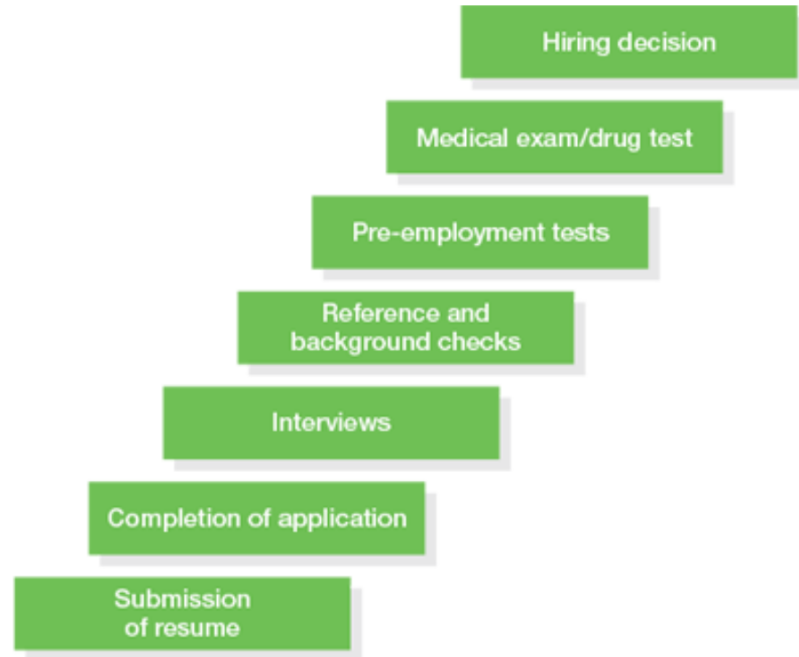 Hiring decision
Medical exam/drug test
Pre-employment tests
Reference and
background checks
Interviews
Completion of application
Submission
of resume